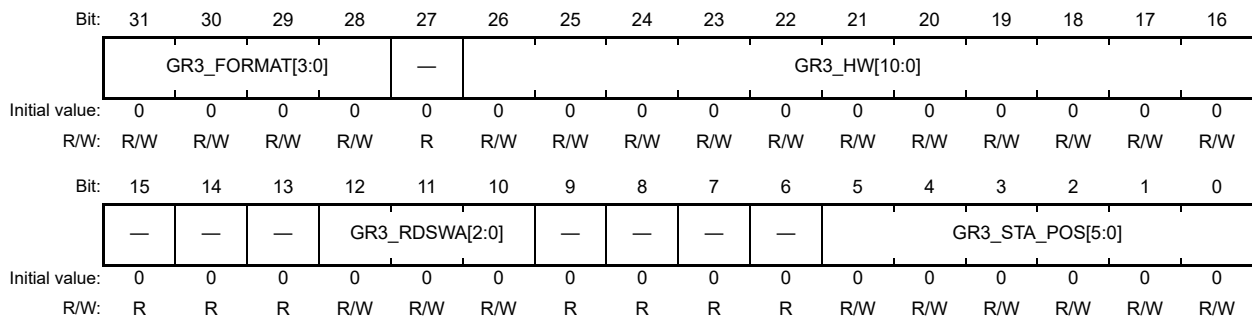 Bit: 31 30 29 28 27 26 25 24 23 22 21 20 19 18 17 16
GR3_FORMAT[3:0] — GR3_HW[10:0]
Initial value: 0 0 0 0 0 0 0 0 0 0 0 0 0 0 0 0
R/W: R/W R/W R/W R/W R R/W R/W R/W R/W R/W R/W R/W R/W R/W R/W R/W
Bit: 15 14 13 12 11 10 9 8 7 6 5 4 3 2 1 0
— — — GR3_RDSWA[2:0] — — — — GR3_STA_POS[5:0]
Initial value: 0 0 0 0 0 0 0 0 0 0 0 0 0 0 0 0
R/W: R R R R/W R/W R/W R R R R R/W R/W R/W R/W R/W R/W